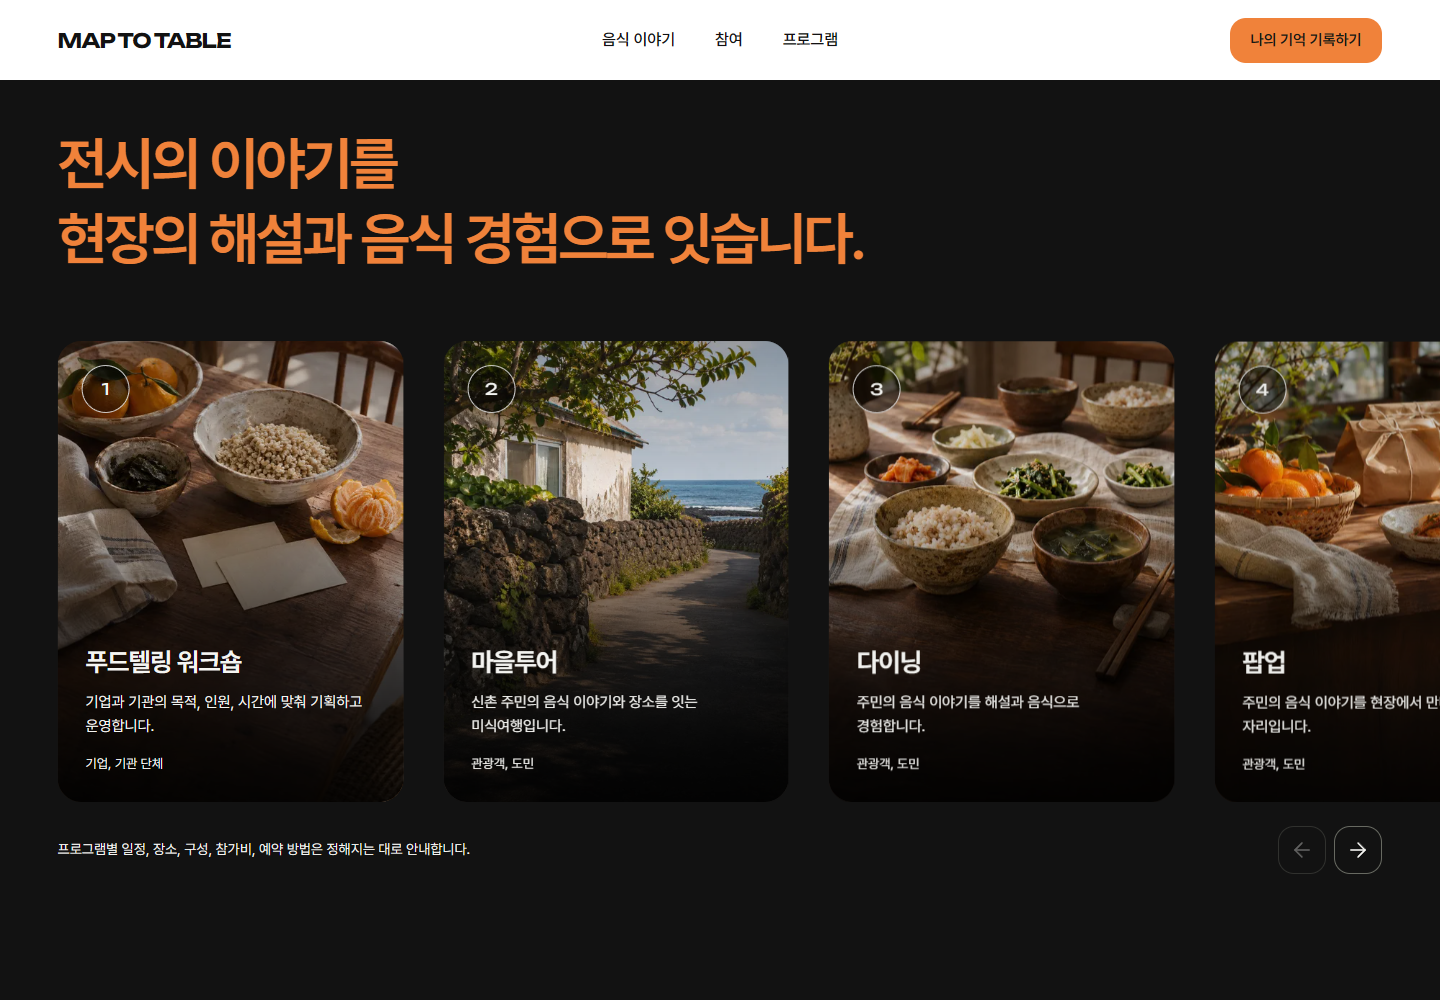 MAP TO TABLE
음식 이야기
참여
프로그램
나의 기억 기록하기
전시의 이야기를
현장의 해설과 음식 경험으로 잇습니다.
1
푸드텔링 워크숍
기업과 기관의 목적, 인원, 시간에 맞춰 기획하고
운영합니다.
기업, 기관 단체
2
마을투어
신촌 주민의 음식 이야기와 장소를 잇는
미식여행입니다.
관광객, 도민
3
다이닝
주민의 음식 이야기를 해설과 음식으로
경험합니다.
관광객, 도민
4
팝업
주민의 음식 이야기를 현장에서
자리입니다.
관광객, 도민
프로그램별 일정, 장소, 구성, 참가비, 예약 방법은 정해지는 대로 안내합니다.